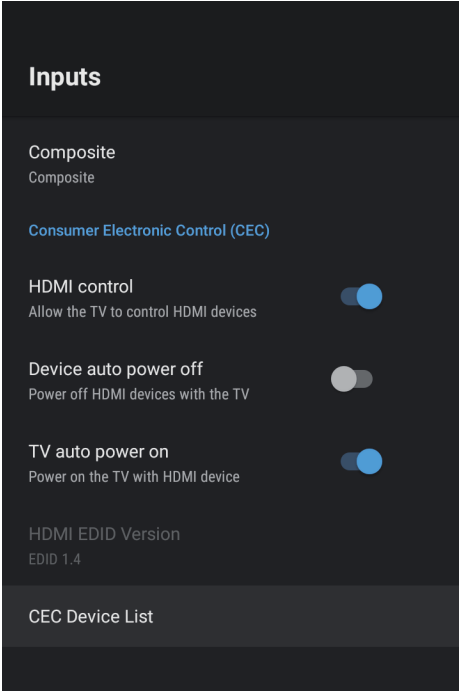 Inputs
Composite
Composite
Consumer Electronic Control (CEC)
HDMI control
Allow the TV to control HDMI devices
Device auto power off
Power off HDMI devices with the TV
TV auto power on
Power on the TV with HDMI device
HDMI EDID Version
EDID 1.4
CEC Device List